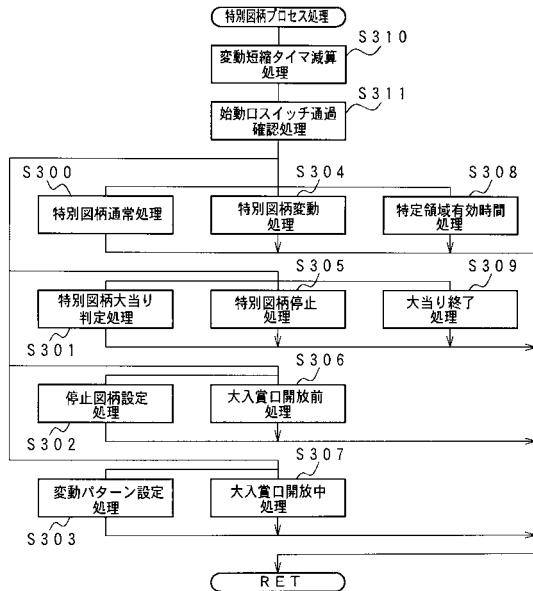 特別図柄プロセス処理
S310
変動短縮タイマ減算
処理
S311
始動口スイッチ通過
確認処理
S300
特別図柄通常処理
S304
特別図柄変動
処理
S308
特定領域有効時間
処理
特別図柄大当り
判定処理
S301
S305
特別図柄停止
処理
S309
大当り終了
処理
停止図柄設定
処理
S302
S306
大入賞口開放前
処理
変動パターン設定
処理
S303
S307
大入賞口開放中
処理
RET